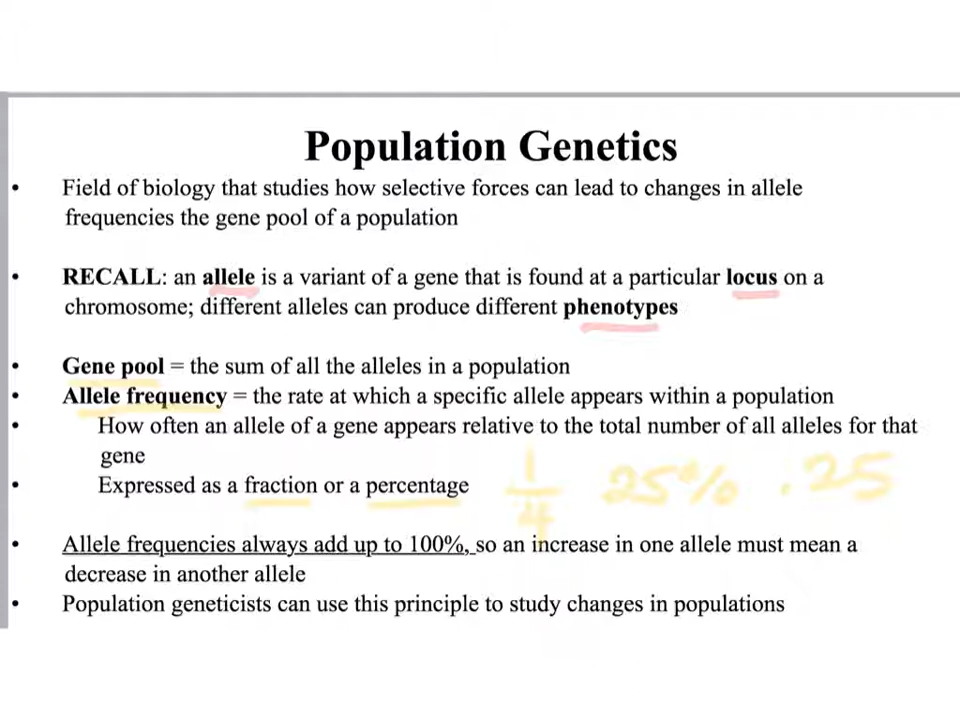 Population Genetics
• Field of biology that studies how selective forces can lead to changes in allele
frequencies the gene pool of a population
• RECALL: an allele is a variant of a gene that is found at a particular locus on a
chromosome; different alleles can produce different phenotypes
• Gene pool = the sum of all the alleles in a population
• Allele frequency = the rate at which a specific allele appears within a population
• How often an allele of a gene appears relative to the total number of all alleles for that
gene
• Expressed as a fraction or a percentage
1/4 25% .25
• Allele frequencies always add up to 100%, so an increase in one allele must mean a
decrease in another allele
• Population geneticists can use this principle to study changes in populations